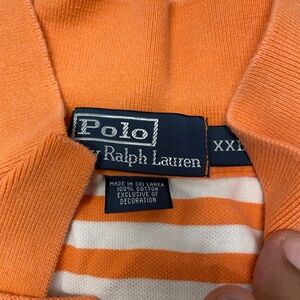 Polo
by Ralph Lauren
XXL
MADE IN SRI LANKA
100% COTTON
EXCLUSIVE OF
DECORATION